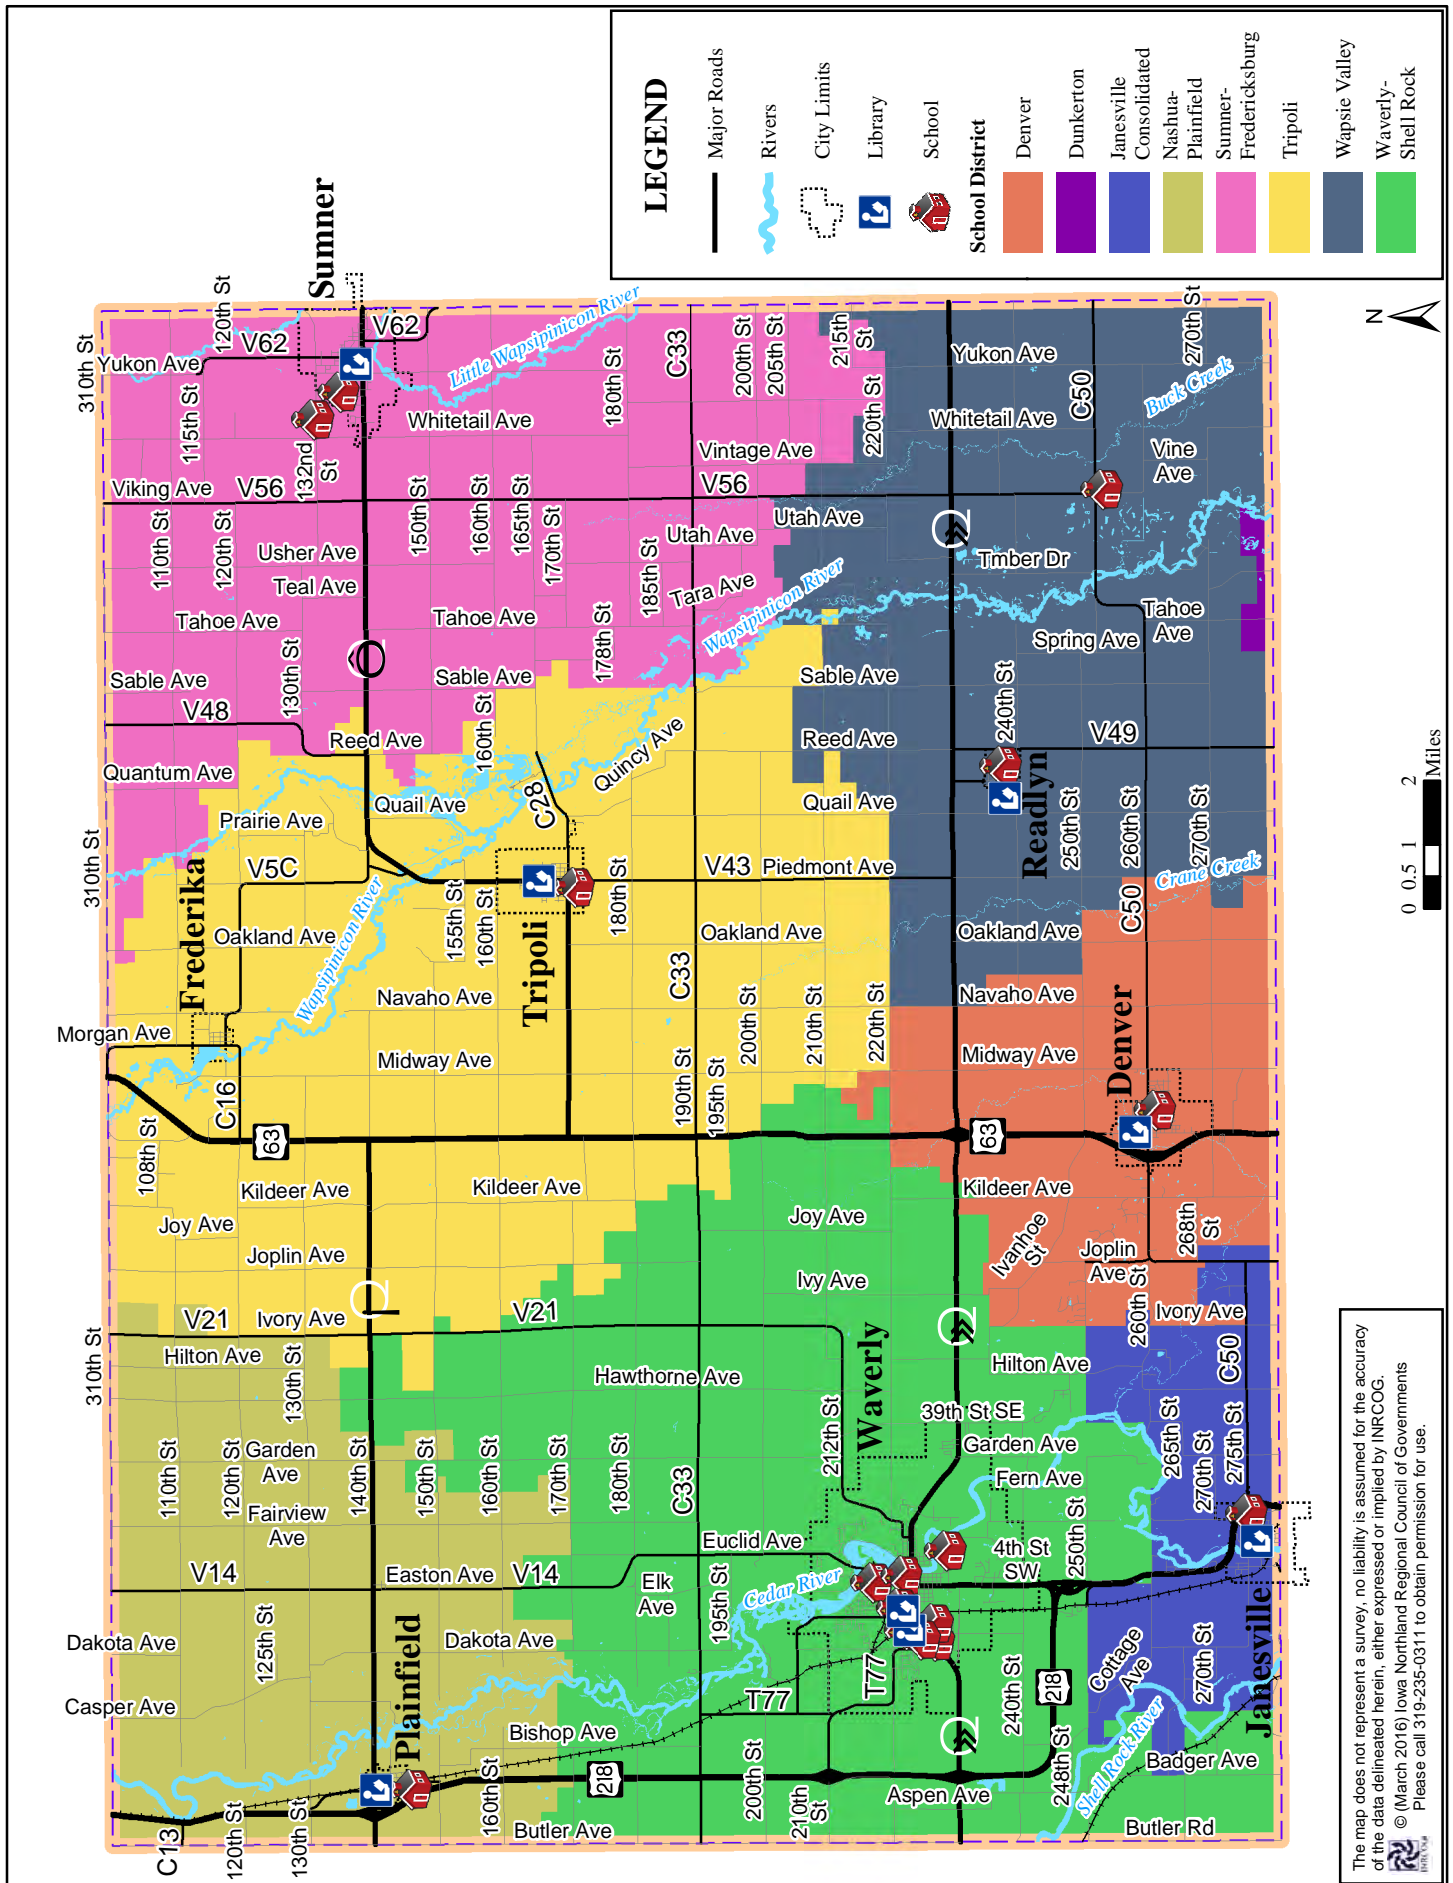 LEGEND
Major Roads
Rivers
City Limits
Library
School
School District
Denver
Dunkerton
Janesville
Consolidated
Nashua-
Plainfield
Sumner-
Fredericksburg
Tripoli
Wapsie Valley
Waverly-
Shell Rock
Sumner
310th St
Yukon Ave
120th St
V62
V62
Little Wapsipinicon River
115th St
132nd
St
Whitetail Ave
180th St
C33
200th St
205th St
215th
St
Yukon Ave
270th St
C50
Buck Creek
Whitetail Ave
220th St
Vintage Ave
Vine
Ave
Viking Ave
V56
150th St
160th St
165th St
V56
110th St
120th St
Usher Ave
170th St
Utah Ave
Utah Ave
Teal Ave
185th St
Tara Ave
Tmber Dr
Wapsipinicon River
Tahoe Ave
Tahoe Ave
178th St
Tahoe
Ave
Spring Ave
Sable Ave
130th St
Sable Ave
Sable Ave
240th St
V48
Reed Ave
160th St
Quincy Ave
Reed Ave
V49
Quantum Ave
Quail Ave
C28
Quail Ave
Readlyn
250th St
260th St
270th St
Prairie Ave
310th St
V5C
V43
Piedmont Ave
Crane Creek
Frederika
Wapsipinicon River
155th St
160th St
180th St
Oakland Ave
Tripoli
Oakland Ave
Oakland Ave
C50
Navaho Ave
C33
Navaho Ave
Morgan Ave
200th St
210th St
220th St
Midway Ave
190th St
195th St
Midway Ave
Denver
C16
108th St
63
63
Kildeer Ave
Kildeer Ave
Kildeer Ave
Joy Ave
Joy Ave
Ivanhoe
St
268th
St
Joplin Ave
Joplin
Ave
Ivy Ave
260th St
V21
Ivory Ave
V21
Ivory Ave
310th St
Hilton Ave
130th St
Hawthorne Ave
Waverly
Hilton Ave
C50
39th St SE
110th St
120th St
Garden
Ave
140th St
150th St
160th St
170th St
180th St
C33
212th St
Garden Ave
265th St
270th St
275th St
Fern Ave
Fairview
Ave
Euclid Ave
4th St
SW
250th St
V14
Easton Ave
V14
Elk
Ave
195th St
Cedar River
Dakota Ave
125th St
Dakota Ave
Janesville
Plainfield
T77
Cottage
Ave
270th St
Casper Ave
T77
240th St
218
Bishop Ave
Shell Rock River
218
248th St
Badger Ave
160th St
200th St
210th
St
Aspen Ave
C13
120th St
130th St
Butler Ave
Butler Rd
N
0 0.5 1 2
Miles
The map does not represent a survey, no liability is assumed for the accuracy
of the data delineated herein, either expressed or implied by INRCOG.
© (March 2016) Iowa Northland Regional Council of Governments
Please call 319-235-0311 to obtain permission for use.
INRCOG